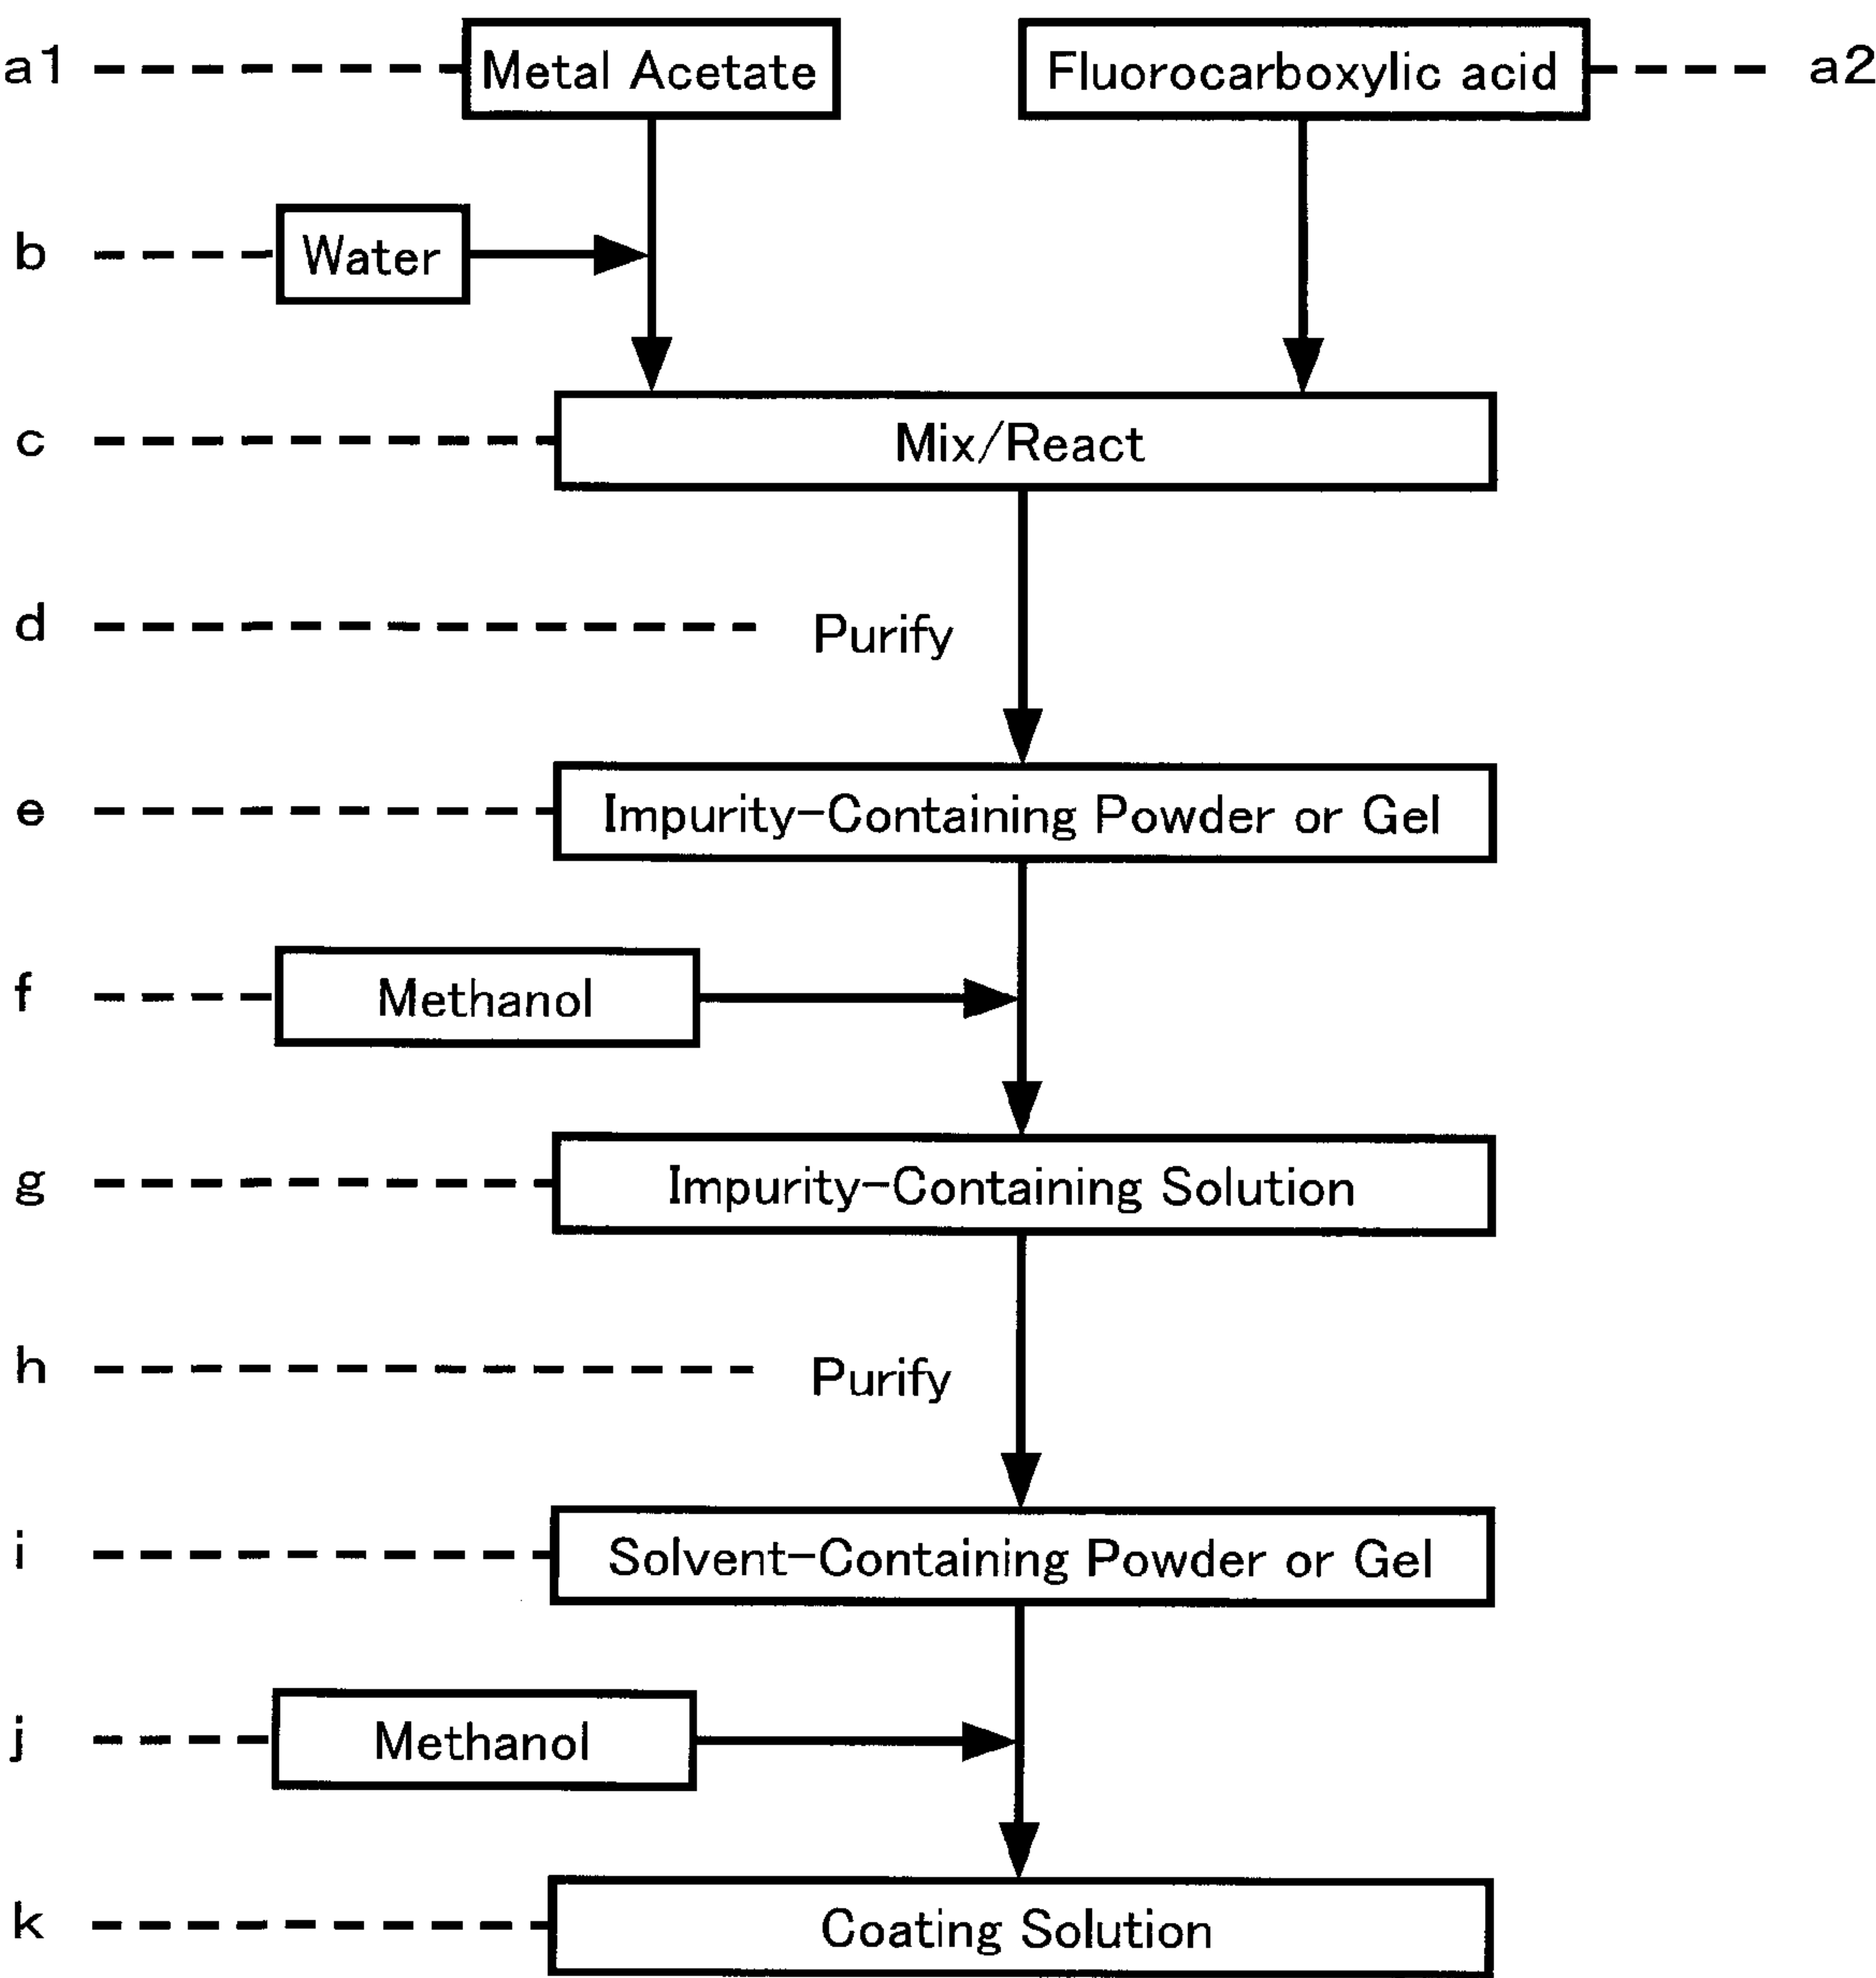 a1 Metal Acetate Fluorocarboxylic acid a2
b Water
c Mix/React
d Purify
e Impurity-Containing Powder or Gel
f Methanol
g Impurity-Containing Solution
h Purify
i Solvent-Containing Powder or Gel
j Methanol
k Coating Solution